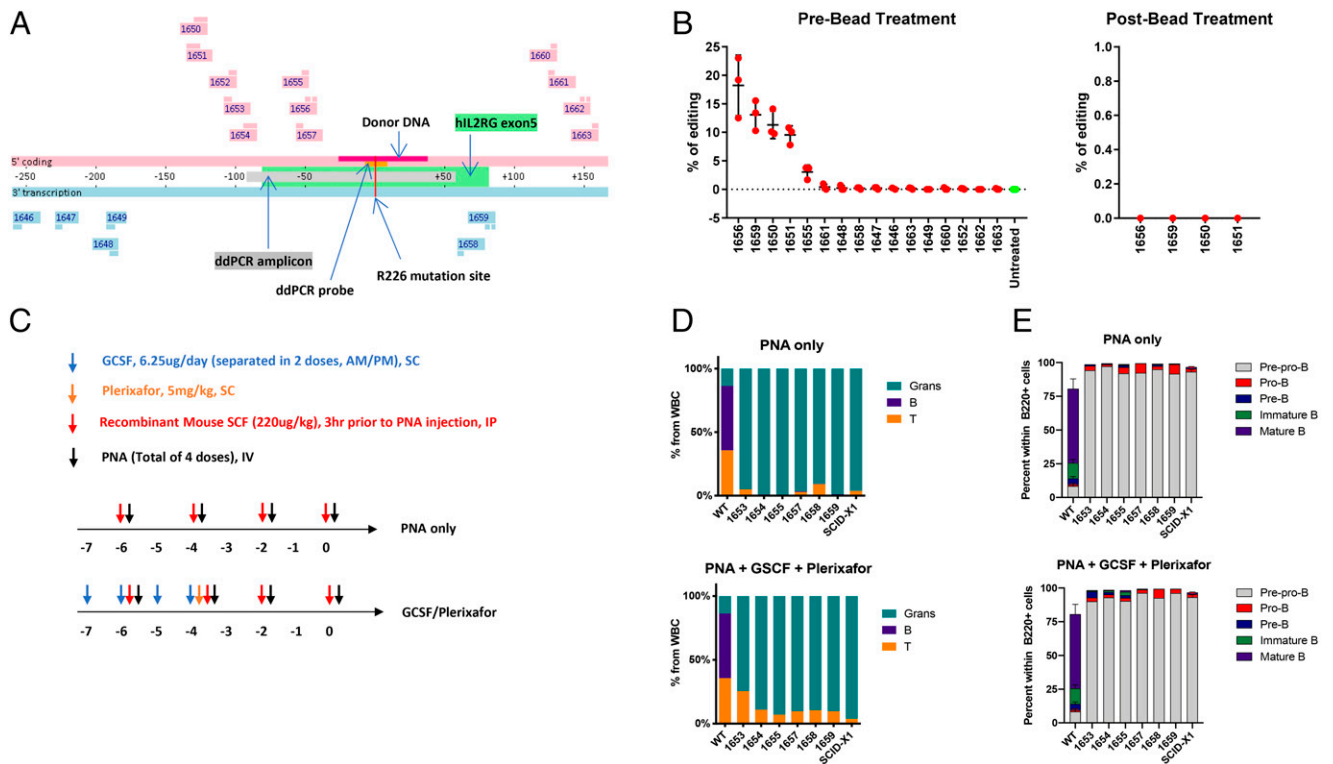 A
1650
1651
1652
1655
1653
1656
1654
1657
1660
1661
1662
1663
Donor DNA
hIL2RG exon5
5' coding
-250 -200 -150 -100 -50 +50 +100 +150
3' transcription
1646
1647
1649
1648
1659
1658
ddPCR amplicon
R226 mutation site
ddPCR probe
B
Pre-Bead Treatment
% of editing
25
20
15
10
5
0
-5
1656 1659 1650 1651 1655 1661 1648 1658 1647 1646 1663 1649 1660 1652 1662 1663 Untreated
Post-Bead Treatment
% of editing
1.0
0.8
0.6
0.4
0.2
0.0
1656 1659 1650 1651
C
GCSF, 6.25ug/day (separated in 2 doses, AM/PM), SC
Plerixafor, 5mg/kg, SC
Recombinant Mouse SCF (220ug/kg), 3hr prior to PNA injection, IP
PNA (Total of 4 doses), IV
PNA only
-7 -6 -5 -4 -3 -2 -1 0
GCSF/Plerixafor
-7 -6 -5 -4 -3 -2 -1 0
D
PNA only
% from WBC
100%
50%
0%
WT 1653 1654 1655 1657 1658 1659 SCID-X1
Grans
B
T
PNA + GSCF + Plerixafor
% from WBC
100%
50%
0%
WT 1653 1654 1655 1657 1658 1659 SCID-X1
Grans
B
T
E
PNA only
Percent within B220+ cells
100
75
50
25
0
WT 1653 1654 1655 1657 1658 1659 SCID-X1
Pre-pro-B
Pro-B
Pre-B
Immature B
Mature B
PNA + GCSF + Plerixafor
Percent within B220+ cells
100
75
50
25
0
WT 1653 1654 1655 1657 1658 1659 SCID-X1
Pre-pro-B
Pro-B
Pre-B
Immature B
Mature B